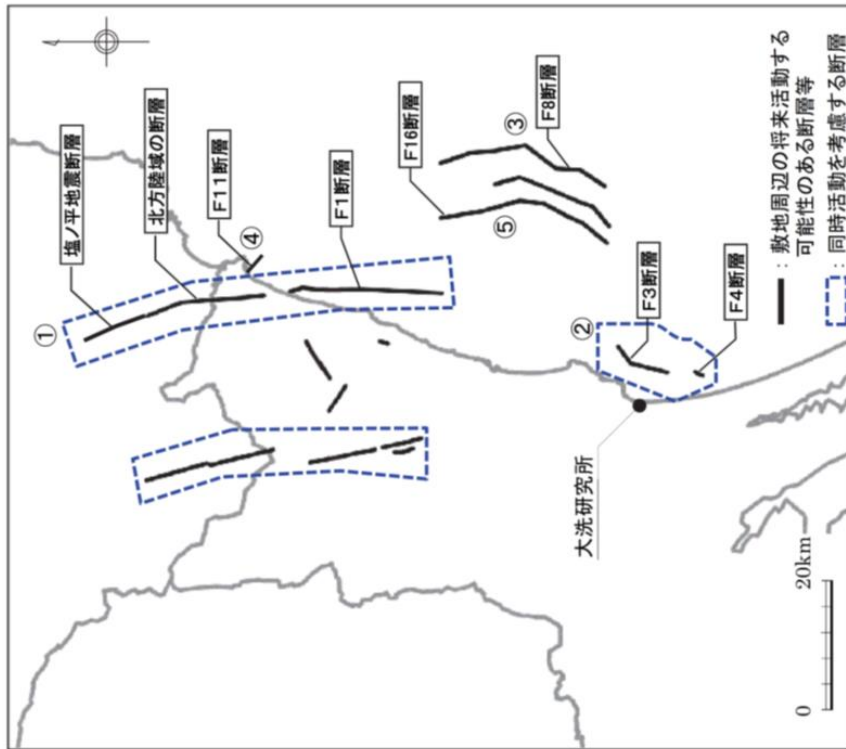 ①
塩ノ平地震断層
北方陸域の断層
F11断層
④
F1断層
F16断層
③
F8断層
⑤
②
F3断層
F4断層
大洗研究所
0 20km
：敷地周辺の将来活動する
可能性のある断層等
：同時活動を考慮する断層